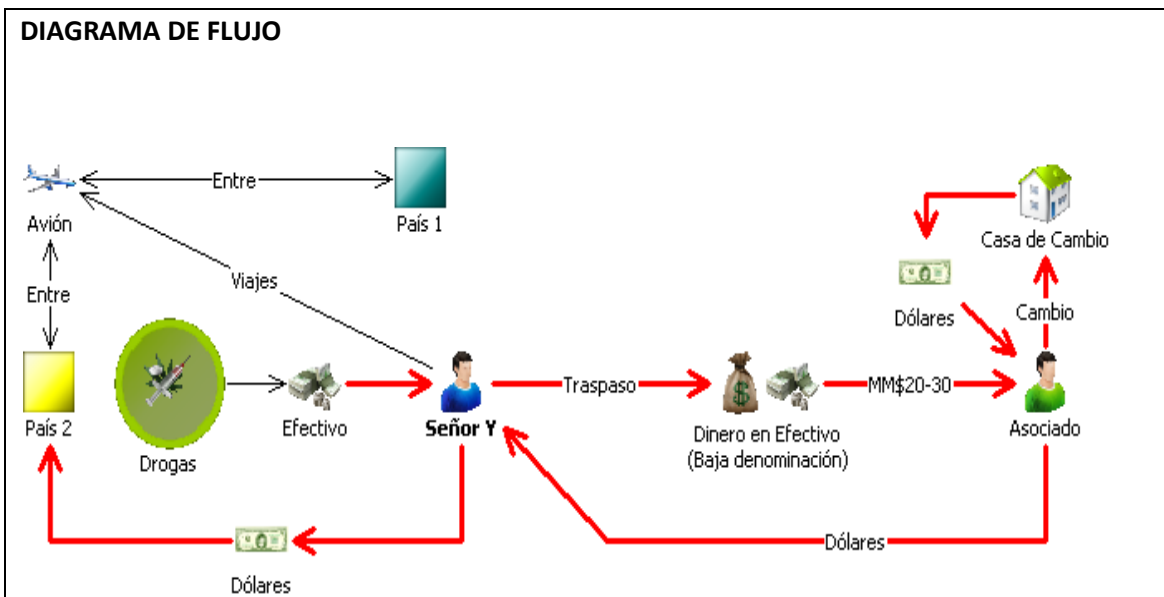 DIAGRAMA DE FLUJO
Entre
Avión
País 1
Casa de Cambio
Viajes
Entre
Dólares
Cambio
Traspaso
MM$20-30
País 2
Efectivo
Señor Y
Dinero en Efectivo
(Baja denominación)
Asociado
Drogas
Dólares
Dólares